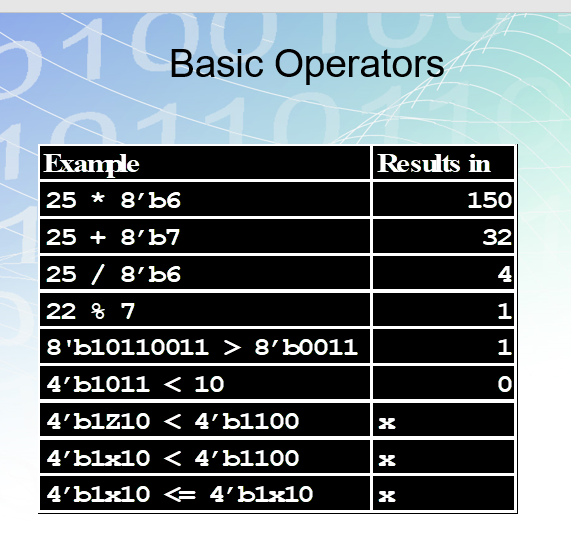 Basic Operators
Example Results in
25 * 8’b6 150
25 + 8’b7 32
25 / 8’b6 4
22 % 7 1
8'b10110011 > 8’b0011 1
4’b1011 < 10 0
4’b1Z10 < 4’b1100 x
4’b1x10 < 4’b1100 x
4’b1x10 <= 4’b1x10 x